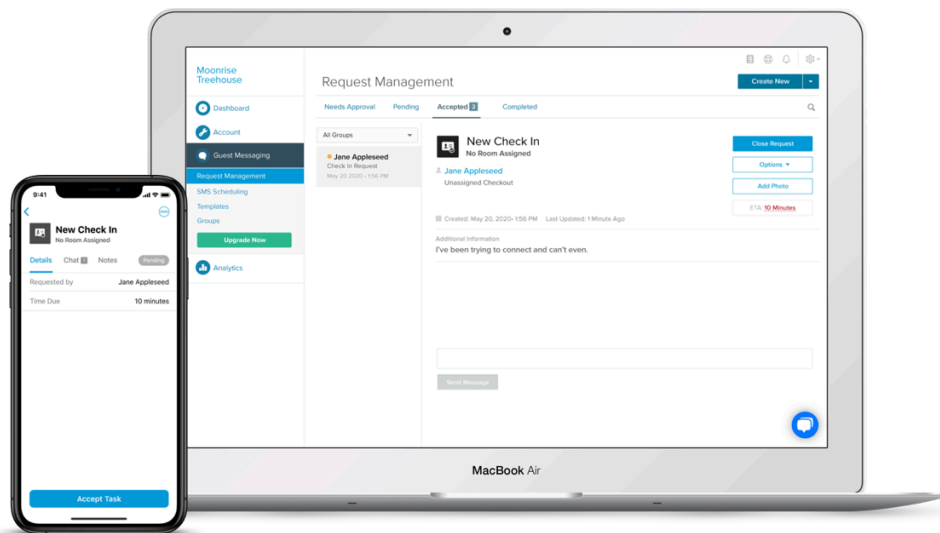 Moonrise
Treehouse
Dashboard
Account
Guest Messaging
Request Management
SMS Scheduling
Templates
Groups
Upgrade Now
Analytics
Request Management
Create New
Needs Approval
Pending
Accepted
Completed
All Groups
Jane Appleseed
Check In Request
May 20 2020 • 1:56 PM
New Check In
No Room Assigned
Jane Appleseed
Unassigned Checkout
Close Request
Options
Add Photo
ETA 10 Minutes
Created: May 20, 2020• 1:56 PM Last Updated: 1 Minute Ago
Additional Information
I've been trying to connect and can't even.
Send Message
MacBook Air
9:41
New Check In
No Room Assigned
Details Chat Notes Pending
Requested by Jane Appleseed
Time Due 10 minutes
Accept Task